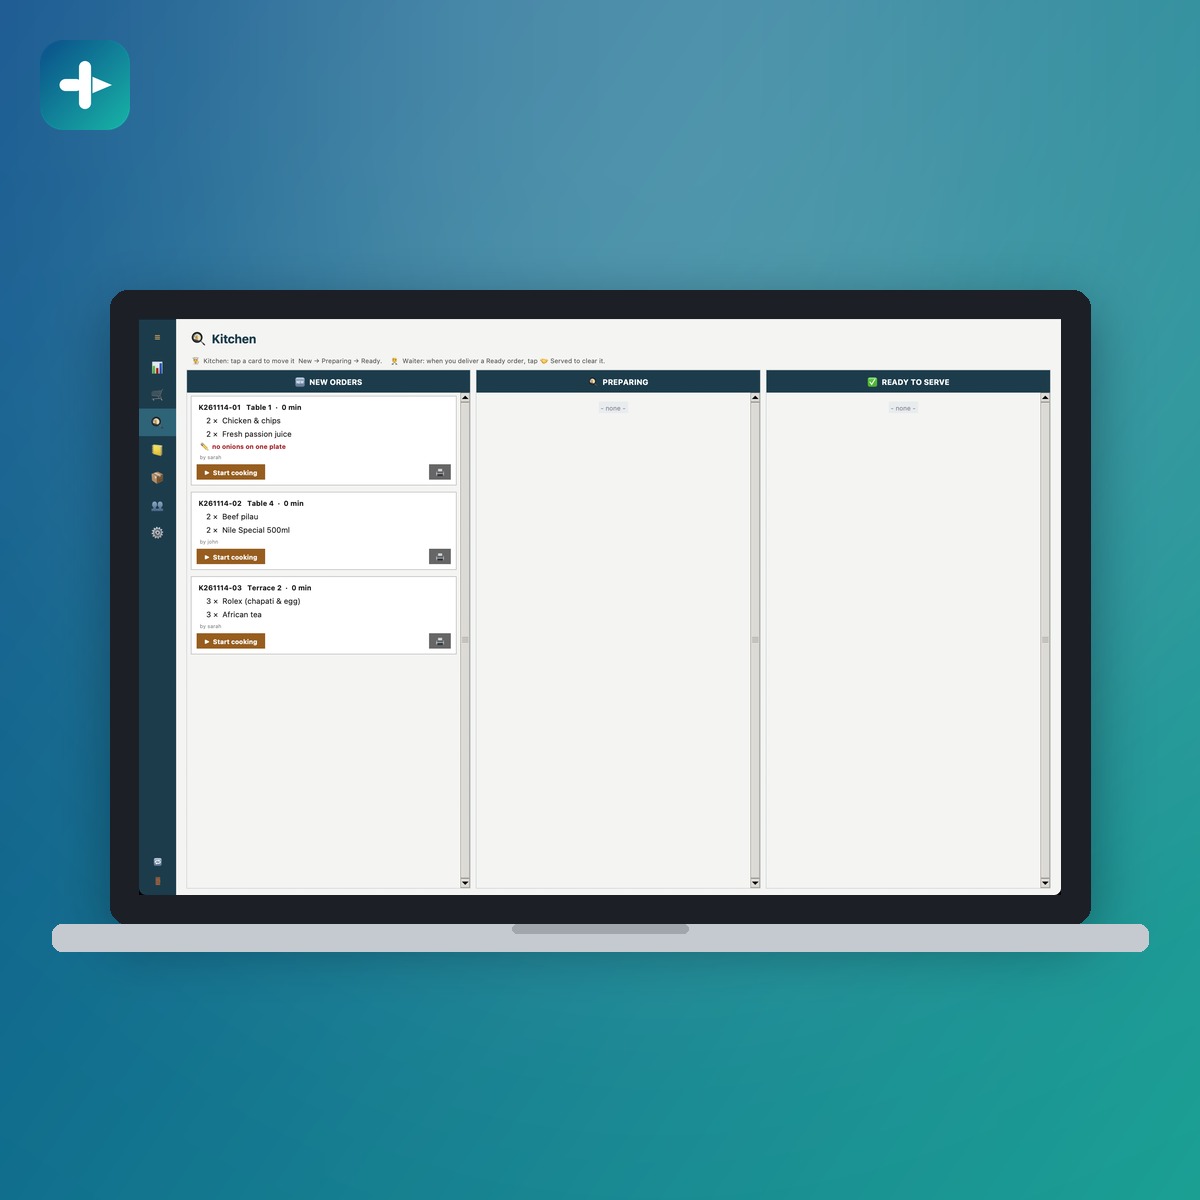 Kitchen
Kitchen: tap a card to move it New → Preparing → Ready. Waiter: when you deliver a Ready order, tap Served to clear it.
NEW ORDERS
K261114-01 Table 1 · 0 min
2 × Chicken & chips
2 × Fresh passion juice
no onions on one plate
by sarah
► Start cooking
K261114-02 Table 4 · 0 min
2 × Beef pilau
2 × Nile Special 500ml
by john
► Start cooking
K261114-03 Terrace 2 · 0 min
3 × Rolex (chapati & egg)
3 × African tea
by sarah
► Start cooking
PREPARING
- none -
READY TO SERVE
- none -